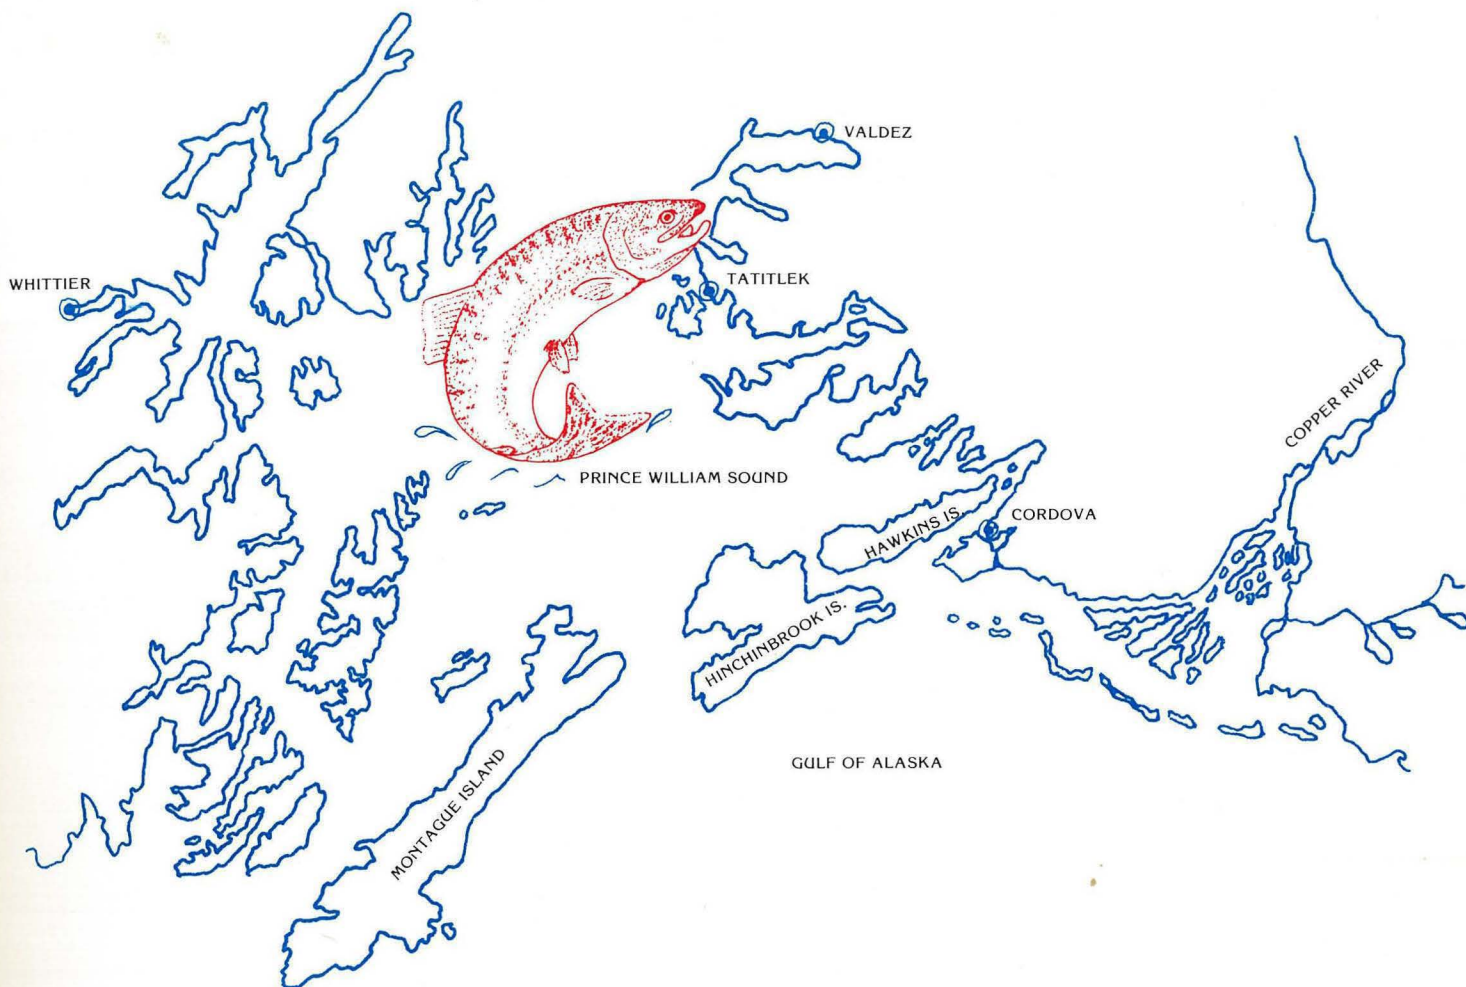 VALDEZ
WHITTIER
TATITLEK
COPPER RIVER
PRINCE WILLIAM SOUND
CORDOVA
HAWKINS IS.
HINCHINBROOK IS.
GULF OF ALASKA
MONTAGUE ISLAND